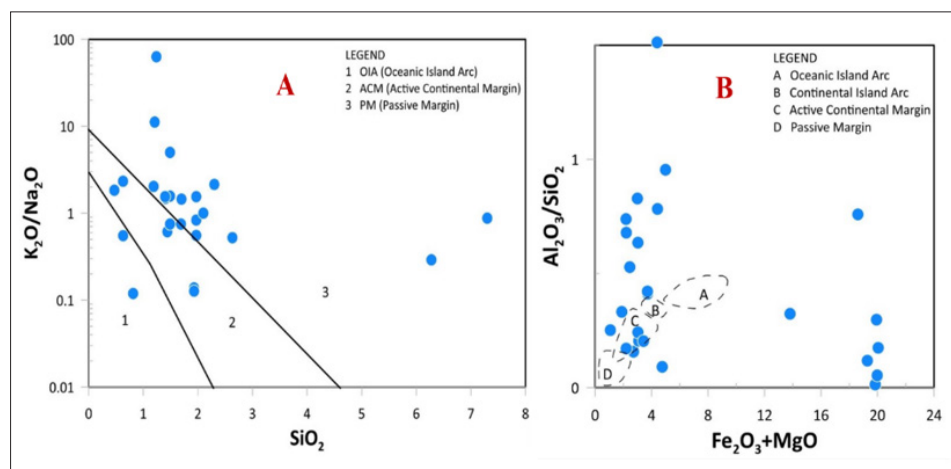 100
10
1
0.1
0.01
K₂O/Na₂O
A
LEGEND
1 OIA (Oceanic Island Arc)
2 ACM (Active Continental Margin)
3 PM (Passive Margin)
1
2
3
0 1 2 3 4 5 6 7 8
SiO₂
1
0
Al₂O₃/SiO₂
B
LEGEND
A Oceanic Island Arc
B Continental Island Arc
C Active Continental Margin
D Passive Margin
A
B
C
D
0 4 8 12 16 20 24
Fe₂O₃+MgO